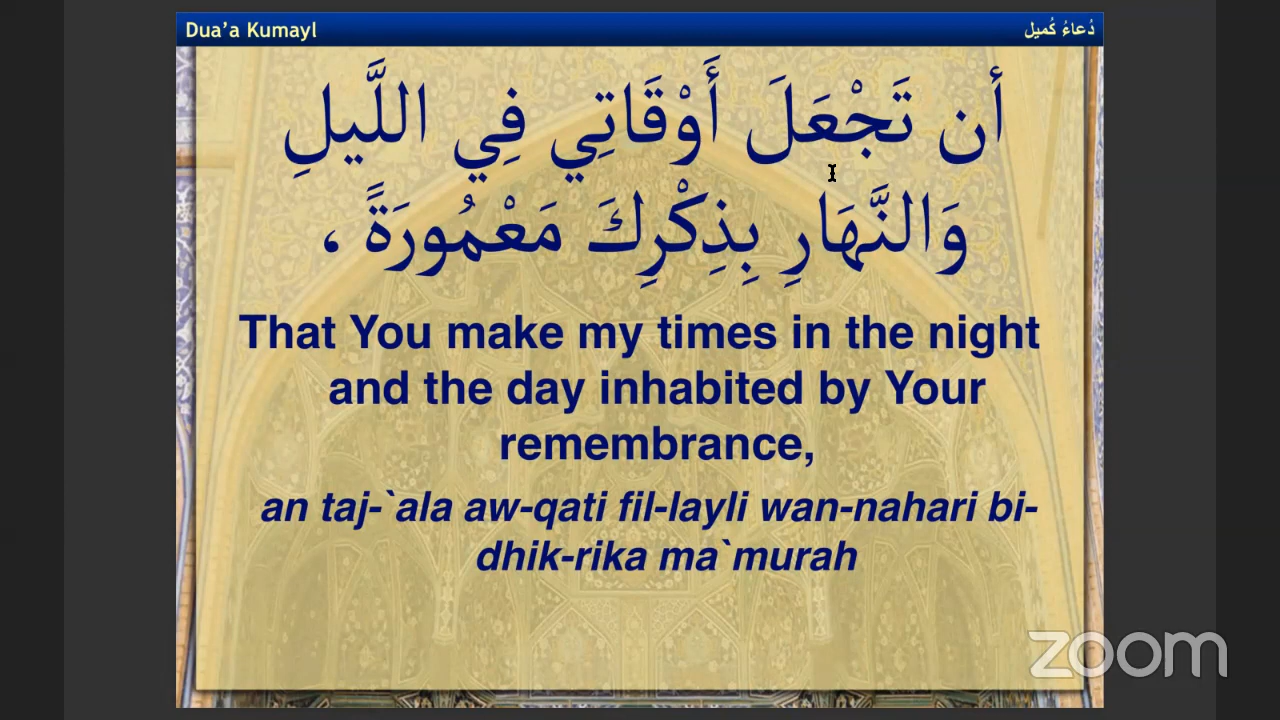 Dua’a Kumayl
دُعاءُ كُميل
أن تَجْعَلَ أَوْقَاتِي فِي اللَّيلِ
وَالنَّهَارِ بِذِكْرِكَ مَعْمُورَةً ،
That You make my times in the night
and the day inhabited by Your
remembrance,
an taj-`ala aw-qati fil-layli wan-nahari bi-
dhik-rika ma`murah
zoom